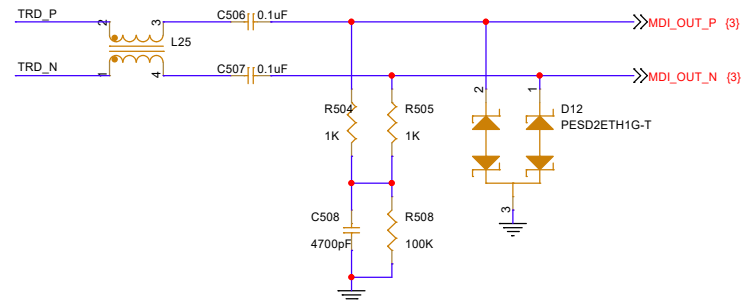 TRD_P
2
3
C506
0.1uF
MDI_OUT_P {3}
L25
TRD_N
1
4
C507
0.1uF
MDI_OUT_N {3}
2
1
R504
1K
R505
1K
D12
PESD2ETH1G-T
C508
4700pF
R508
100K
3